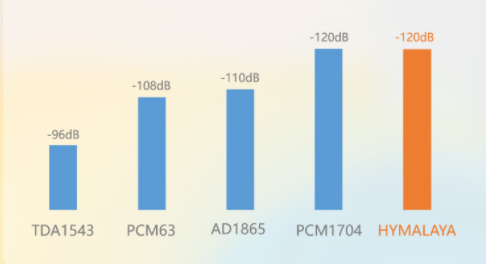 -120dB
-120dB
-110dB
-108dB
-96dB
TDA1543
PCM63
AD1865
PCM1704
HYMALAYA